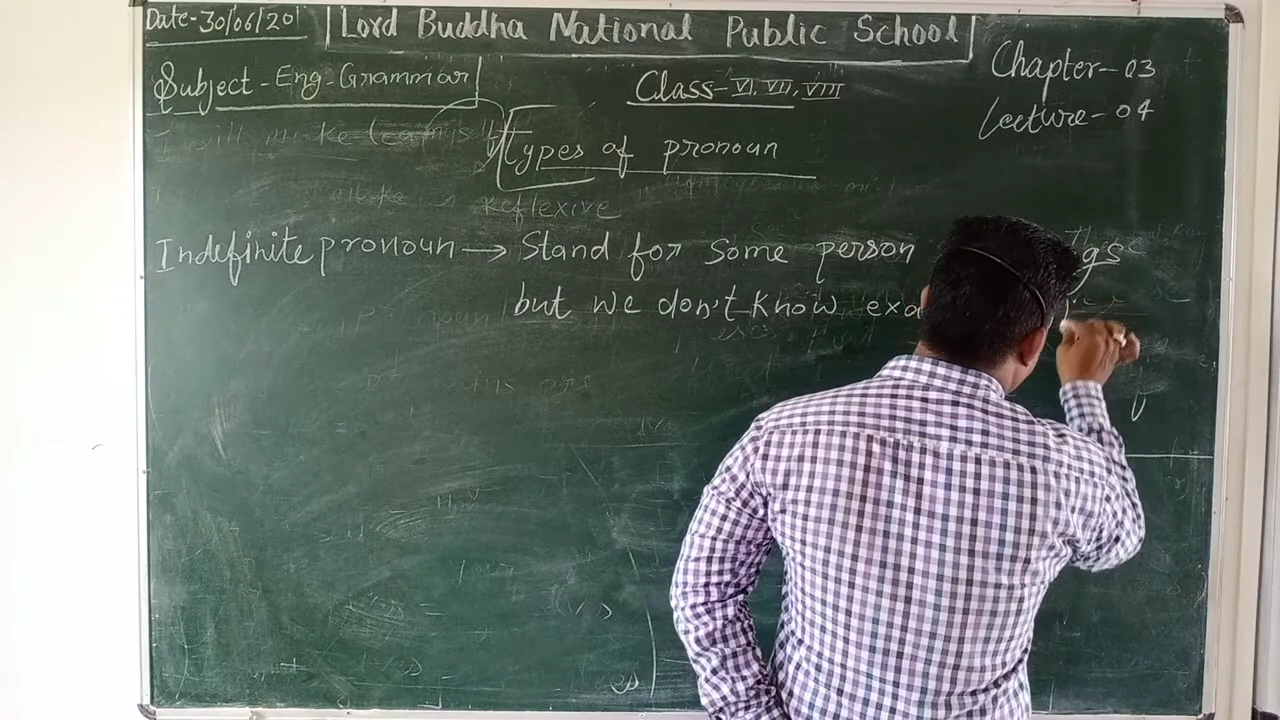 Date-30/06/201
Lord Buddha National Public School
Subject-Eng-Grammar
Class-VI, VII, VIII
Chapter-03
Lecture-04
Types of pronoun
Reflexive
Indefinite pronoun → Stand for some person
but we don't know exa